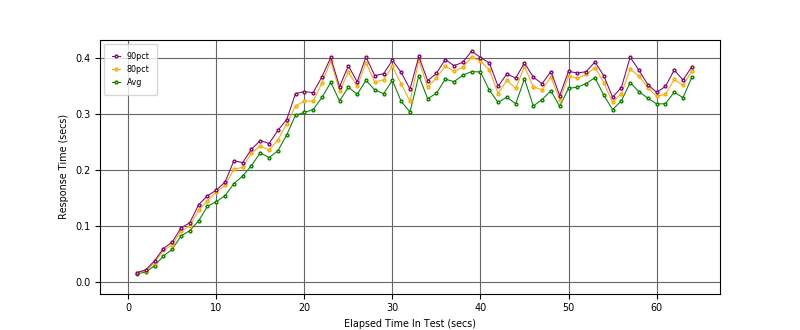 90pct
80pct
Avg
0.4
0.3
0.2
0.1
0.0
Response Time (secs)
0 10 20 30 40 50 60
Elapsed Time In Test (secs)